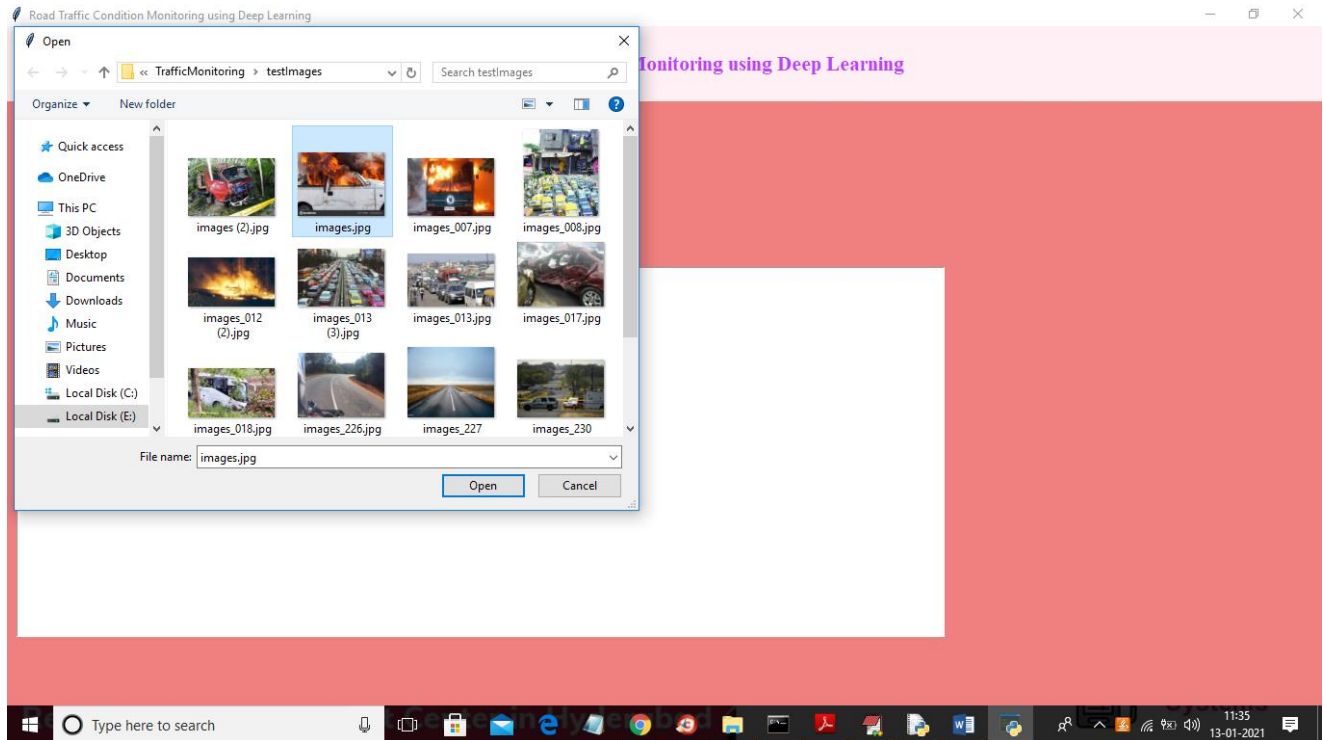 Road Traffic Condition Monitoring using Deep Learning
Open
« TrafficMonitoring > testImages
Search testImages
Monitoring using Deep Learning
Organize
New folder
Quick access
OneDrive
This PC
3D Objects
Desktop
Documents
Downloads
Music
Pictures
Videos
Local Disk (C:)
Local Disk (E:)
images (2).jpg
images.jpg
images_007.jpg
images_008.jpg
images_012 (2).jpg
images_013 (3).jpg
images_013.jpg
images_017.jpg
images_018.jpg
images_226.jpg
images_227
images_230
File name: images.jpg
Open
Cancel
Type here to search
11:35
13-01-2021